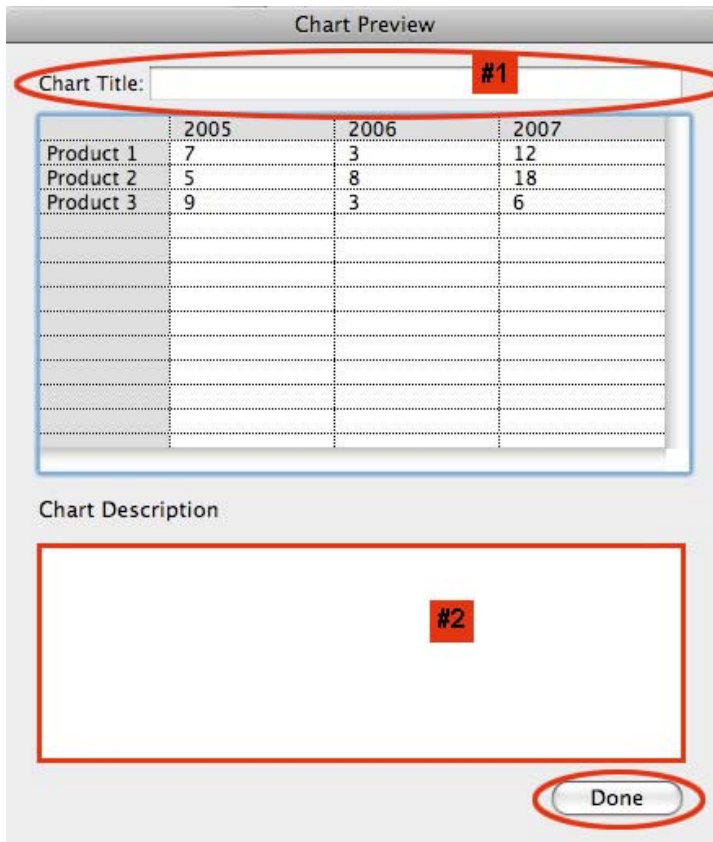 Chart Preview
Chart Title: #1
2005 2006 2007
Product 1 7 3 12
Product 2 5 8 18
Product 3 9 3 6
Chart Description
#2
Done